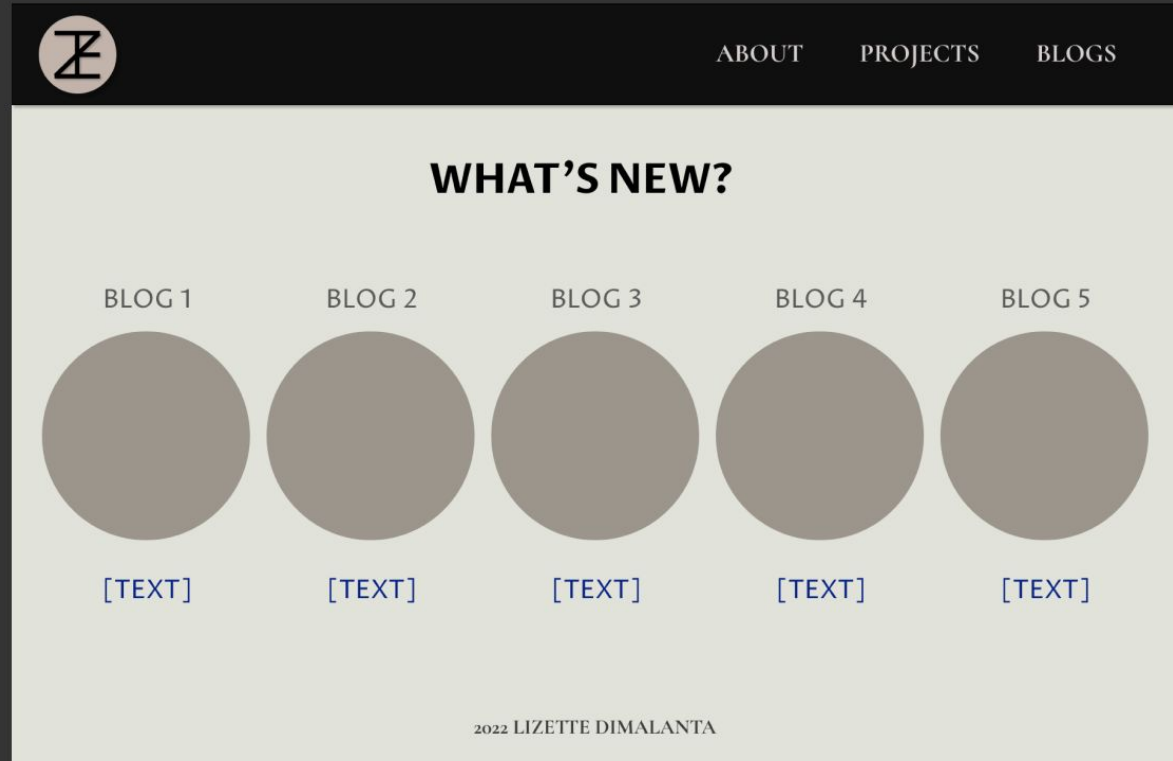 ABOUT PROJECTS BLOGS
WHAT'S NEW?
BLOG 1 BLOG 2 BLOG 3 BLOG 4 BLOG 5
[TEXT] [TEXT] [TEXT] [TEXT] [TEXT]
2022 LIZETTE DIMALANTA